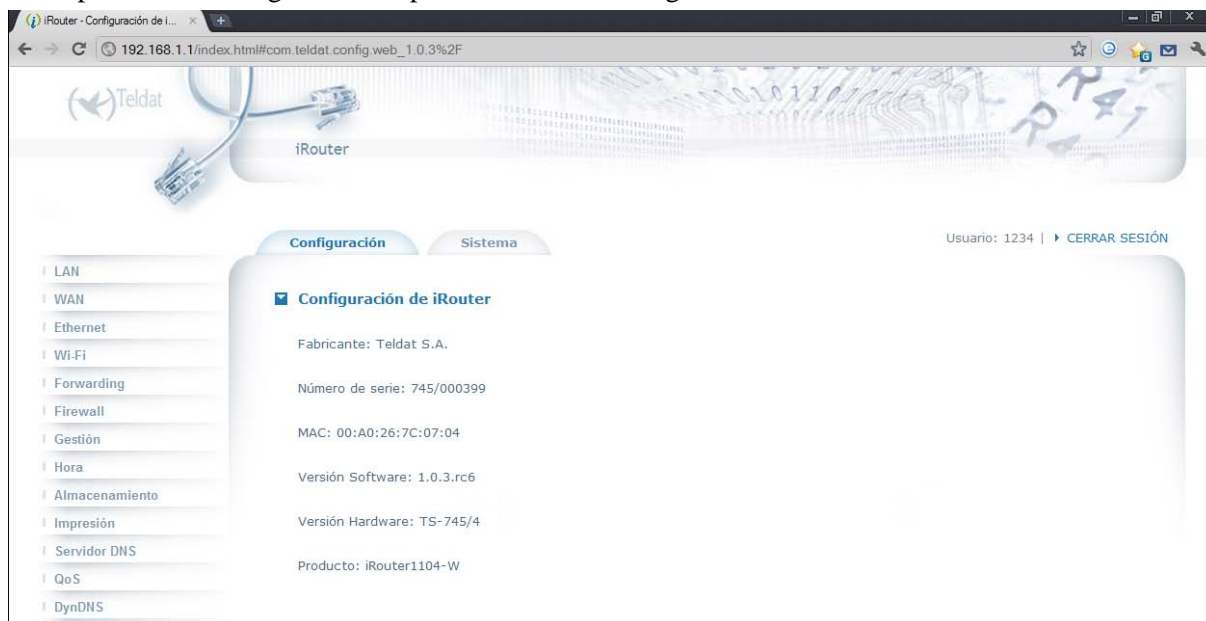 iRouter - Configuración de i...
192.168.1.1/index.html#com.teldat.config.web_1.0.3%2F
Teldat
iRouter
Configuración
Sistema
Usuario: 1234 | CERRAR SESIÓN
LAN
WAN
Ethernet
Wi-Fi
Forwarding
Firewall
Gestión
Hora
Almacenamiento
Impresión
Servidor DNS
QoS
DynDNS
Configuración de iRouter
Fabricante: Teldat S.A.
Número de serie: 745/000399
MAC: 00:A0:26:7C:07:04
Versión Software: 1.0.3.rc6
Versión Hardware: TS-745/4
Producto: iRouter1104-W